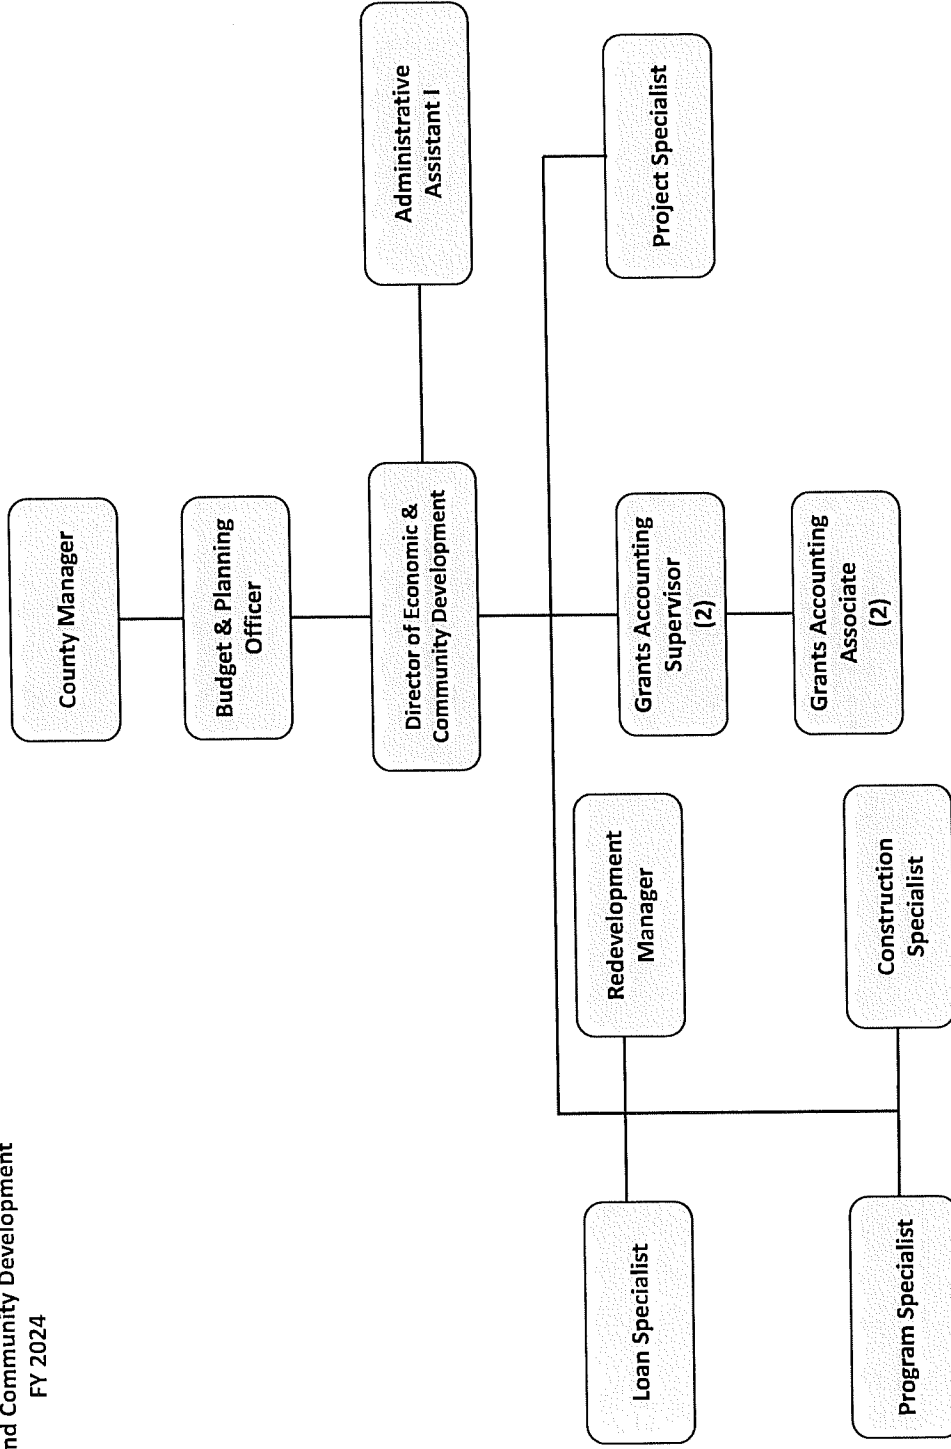 nd Community Development
FY 2024
County Manager
Budget & Planning
Officer
Director of Economic &
Community Development
Administrative
Assistant I
Loan Specialist
Redevelopment
Manager
Grants Accounting
Supervisor
(2)
Project Specialist
Program Specialist
Construction
Specialist
Grants Accounting
Associate
(2)